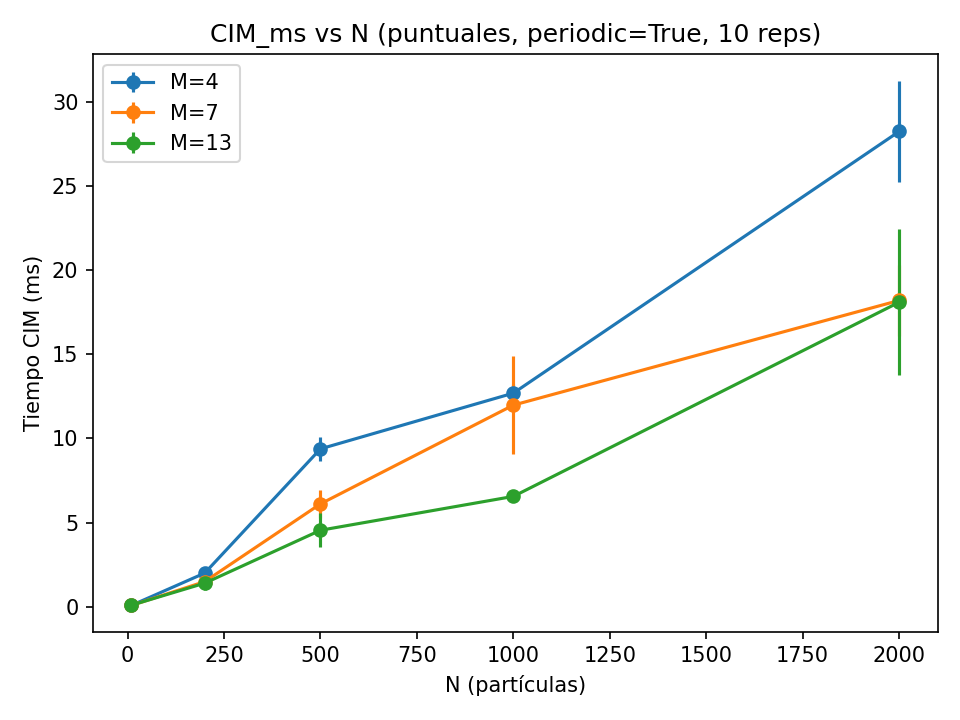 CIM_ms vs N (puntuales, periodic=True, 10 reps)
M=4
M=7
M=13
Tiempo CIM (ms)
30
25
20
15
10
5
0
0 250 500 750 1000 1250 1500 1750 2000
N (partículas)